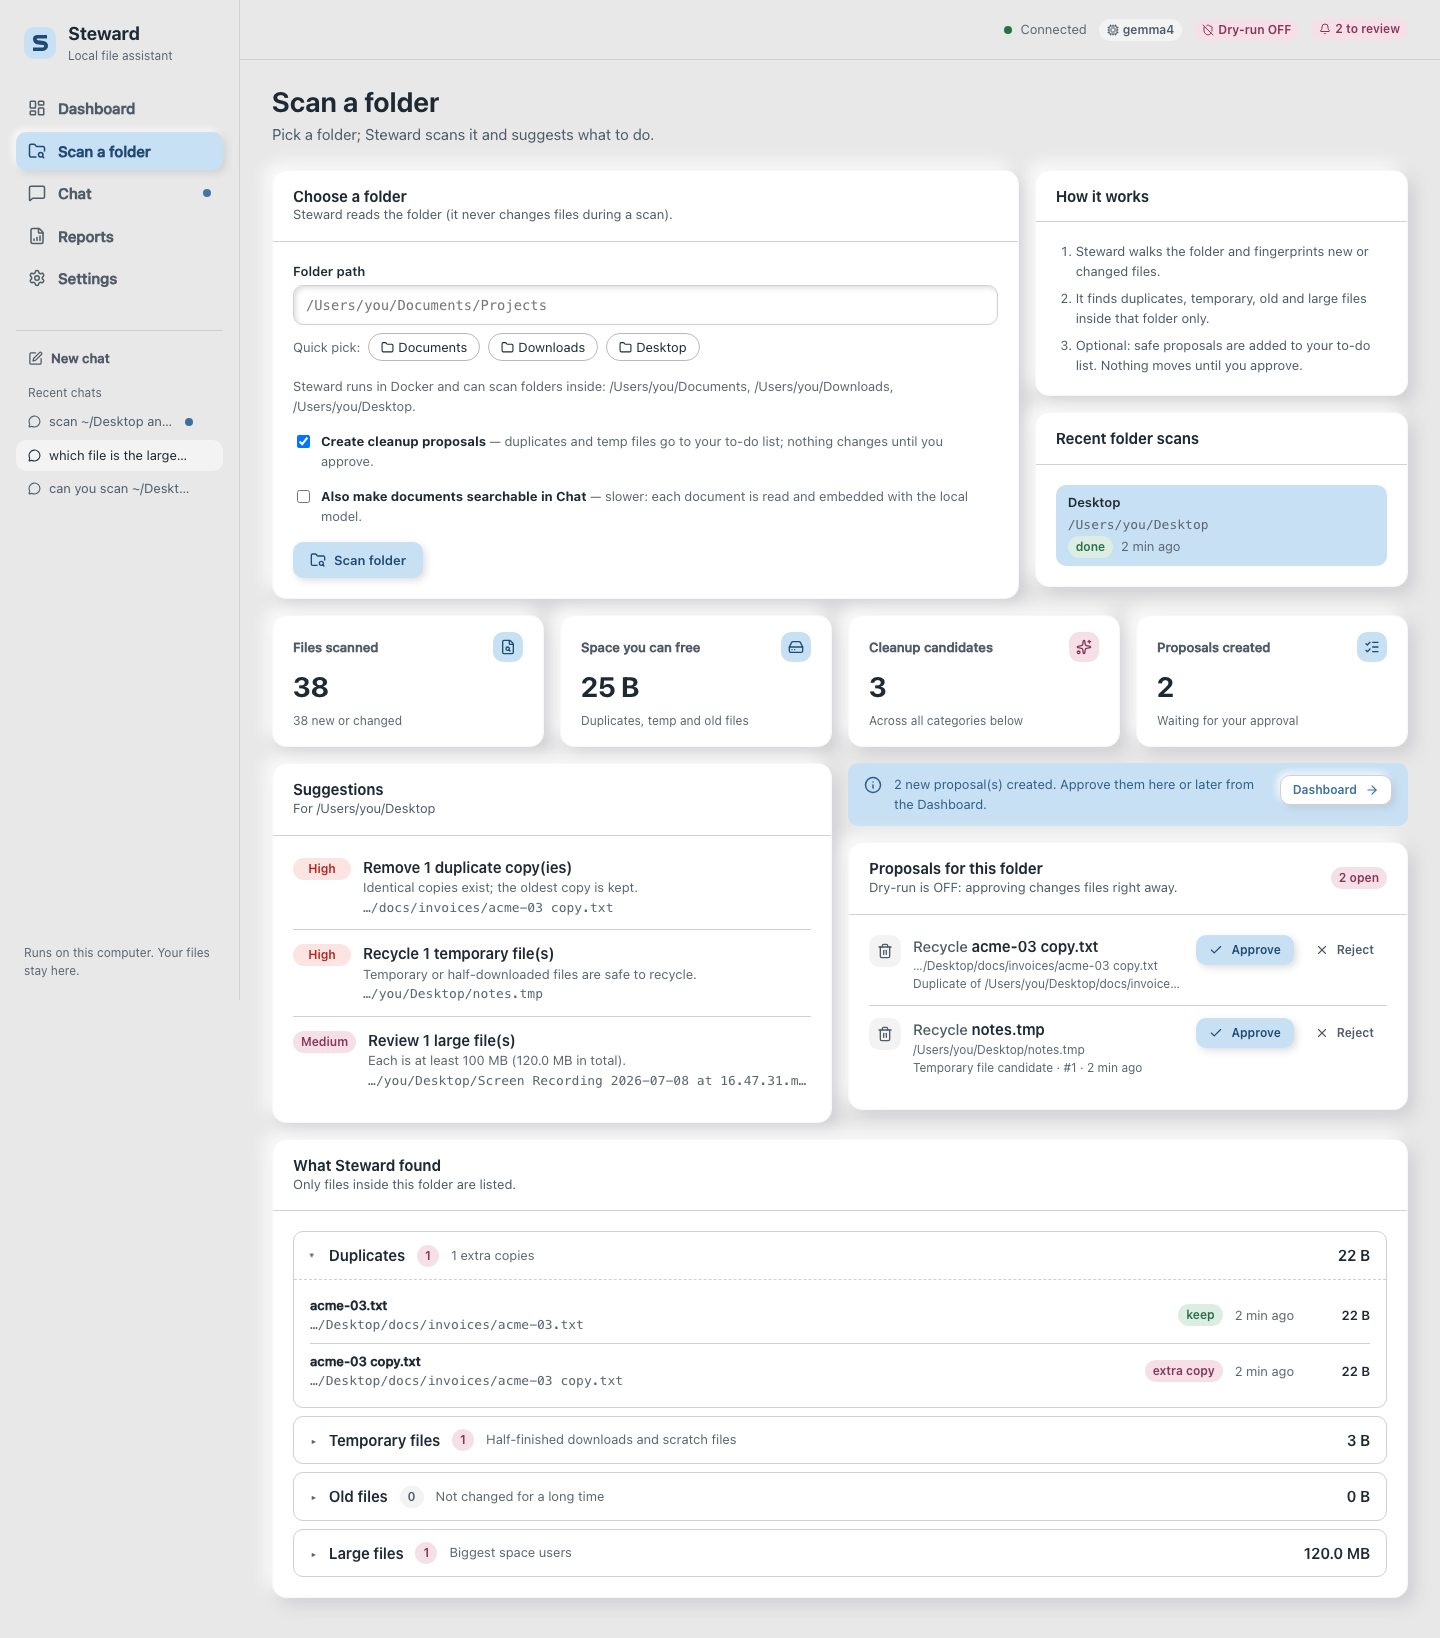 Steward
Local file assistant
Dashboard
Scan a folder
Chat
Reports
Settings
New chat
Recent chats
scan ~/Desktop an...
which file is the large...
can you scan ~/Deskt...
Runs on this computer. Your files
stay here.
Connected
gemma4
Dry-run OFF
2 to review
Scan a folder
Pick a folder; Steward scans it and suggests what to do.
Choose a folder
Steward reads the folder (it never changes files during a scan).
Folder path
/Users/you/Documents/Projects
Quick pick:
Documents
Downloads
Desktop
Steward runs in Docker and can scan folders inside: /Users/you/Documents, /Users/you/Downloads,
/Users/you/Desktop.
Create cleanup proposals — duplicates and temp files go to your to-do list; nothing changes until you
approve.
Also make documents searchable in Chat — slower: each document is read and embedded with the local
model.
Scan folder
How it works
1. Steward walks the folder and fingerprints new or
changed files.
2. It finds duplicates, temporary, old and large files
inside that folder only.
3. Optional: safe proposals are added to your to-do
list. Nothing moves until you approve.
Recent folder scans
Desktop
/Users/you/Desktop
done 2 min ago
Files scanned
38
38 new or changed
Space you can free
25 B
Duplicates, temp and old files
Cleanup candidates
3
Across all categories below
Proposals created
2
Waiting for your approval
Suggestions
For /Users/you/Desktop
High
Remove 1 duplicate copy(ies)
Identical copies exist; the oldest copy is kept.
…/docs/invoices/acme-03 copy.txt
High
Recycle 1 temporary file(s)
Temporary or half-downloaded files are safe to recycle.
…/you/Desktop/notes.tmp
Medium
Review 1 large file(s)
Each is at least 100 MB (120.0 MB in total).
…/you/Desktop/Screen Recording 2026-07-08 at 16.47.31.m…
2 new proposal(s) created. Approve them here or later from
the Dashboard.
Dashboard
Proposals for this folder
Dry-run is OFF: approving changes files right away.
2 open
Recycle acme-03 copy.txt
…/Desktop/docs/invoices/acme-03 copy.txt
Duplicate of /Users/you/Desktop/docs/invoice...
Approve
Reject
Recycle notes.tmp
/Users/you/Desktop/notes.tmp
Temporary file candidate · #1 · 2 min ago
Approve
Reject
What Steward found
Only files inside this folder are listed.
Duplicates 1 1 extra copies 22 B
acme-03.txt
…/Desktop/docs/invoices/acme-03.txt
keep 2 min ago 22 B
acme-03 copy.txt
…/Desktop/docs/invoices/acme-03 copy.txt
extra copy 2 min ago 22 B
Temporary files 1 Half-finished downloads and scratch files 3 B
Old files 0 Not changed for a long time 0 B
Large files 1 Biggest space users 120.0 MB